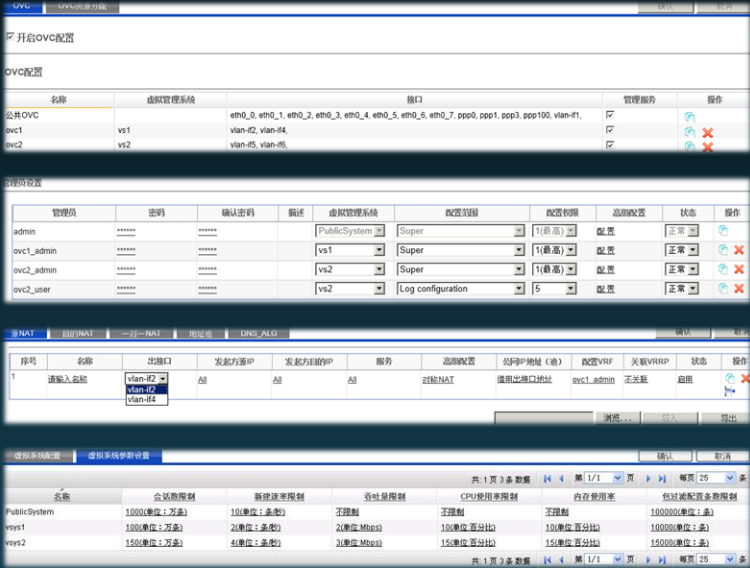 OVC OVC资源分配 确认 取消
开启OVC配置
OVC配置
名称 虚拟管理系统 接口 管理服务 操作
公共OVC eth0_0, eth0_1, eth0_2, eth0_3, eth0_4, eth0_5, eth0_6, eth0_7, ppp0, ppp1, ppp3, ppp100, vlan-if1,
ovc1 vs1 vlan-if2, vlan-if4,
ovc2 vs2 vlan-if5, vlan-if6,
管理员设置
管理员 密码 确认密码 描述 虚拟管理系统 配置范围 配置权限 高级配置 状态 操作
admin ****** ****** PublicSystem Super 1(最高) 配置 正常
ovc1_admin ****** ****** vs1 Super 1(最高) 配置 正常
ovc2_admin ****** ****** vs2 Super 1(最高) 配置 正常
ovc2_user ****** ****** vs2 Log configuration 5 配置 正常
源NAT 目的NAT 一对一NAT 地址池 DNS_ALG 确认 取消
序号 名称 出接口 发起方源IP 发起方目的IP 服务 高级配置 公网IP地址（池） 配置VRF 关联VRRP 状态 操作
1 请输入名称 vlan-if2 All All All 对称NAT 借用出接口地址 ovc1_admin 不关联 启用
vlan-if2
vlan-if4
浏览... 导入 导出
虚拟系统配置 虚拟系统参数设置 确认 取消
共: 1 页 3 条 数据 第 1/1 页 每页 25 条
名称 会话数限制 新建速率限制 吞吐量限制 CPU使用率限制 内存使用率 包过滤配置条数限制
PublicSystem 1000(单位：万条) 10(单位：条/秒) 不限制 不限制 不限制 100000(单位：条)
vsys1 100(单位：万条) 2(单位：条/秒) 2(单位:Mbps) 10(单位:百分比) 10(单位:百分比) 10000(单位：条)
vsys2 150(单位：万条) 4(单位：条/秒) 3(单位:Mbps) 15(单位:百分比) 15(单位:百分比) 15000(单位：条)
共: 1 页 3 条 数据 第 1/1 页 每页 25 条